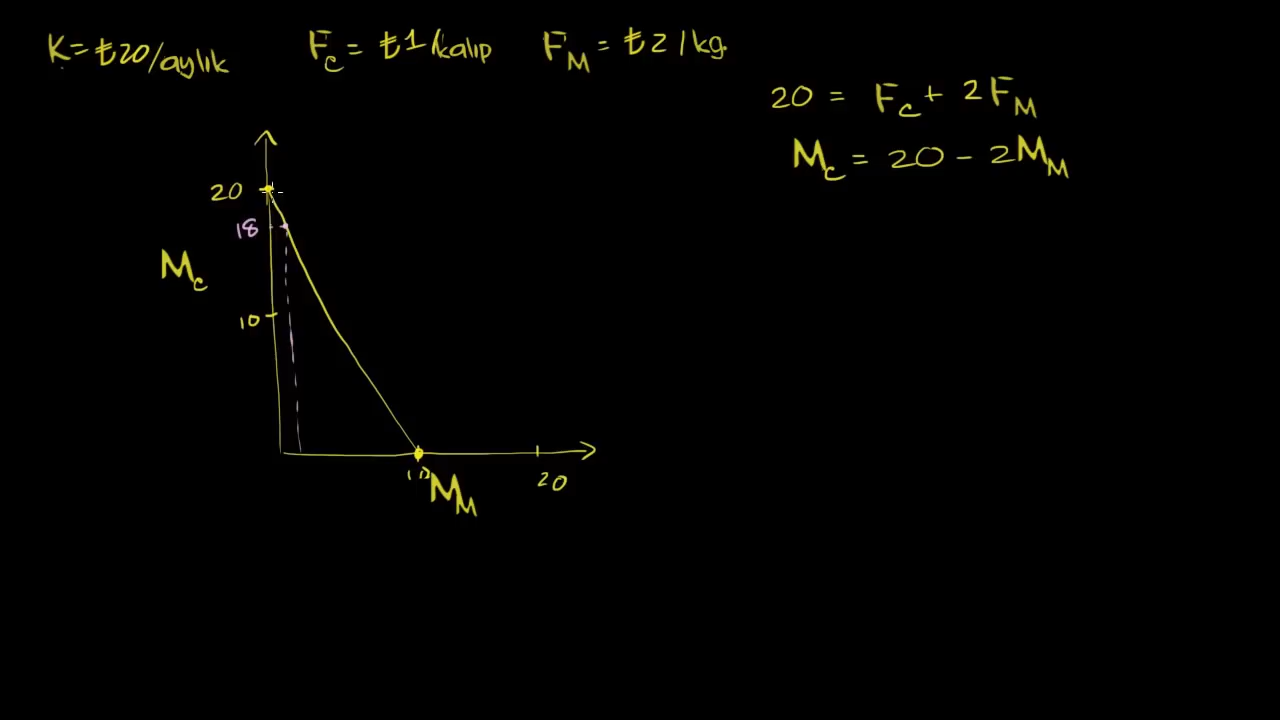 K = ₺20/aylık F_C = ₺1/kalıp F_M = ₺2/kg
20 = F_C + 2F_M
M_C = 20 - 2M_M
20
18
M_C
10
10 20
M_M